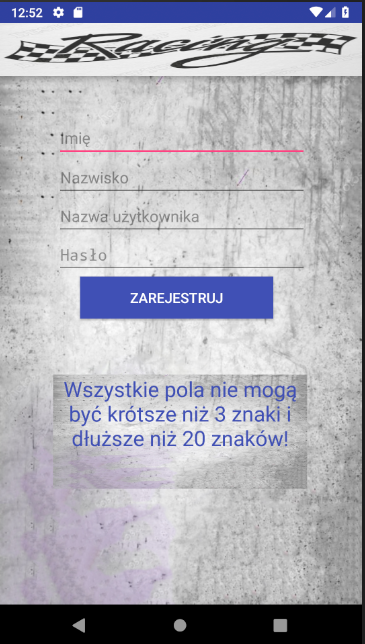 12:52
Racing
Imię
Nazwisko
Nazwa użytkownika
Hasło
ZAREJESTRUJ
Wszystkie pola nie mogą
być krótsze niż 3 znaki i
dłuższe niż 20 znaków!